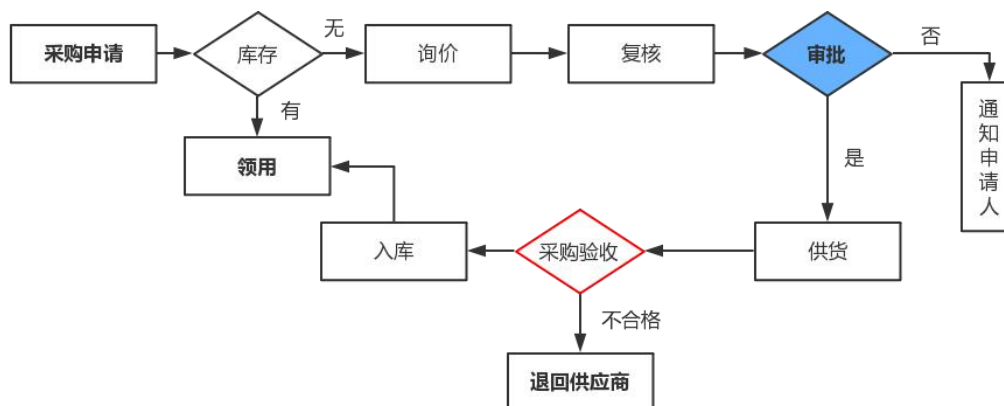 采购申请
库存
无
询价
复核
审批
否
通知申请人
有
领用
是
入库
采购验收
供货
不合格
退回供应商